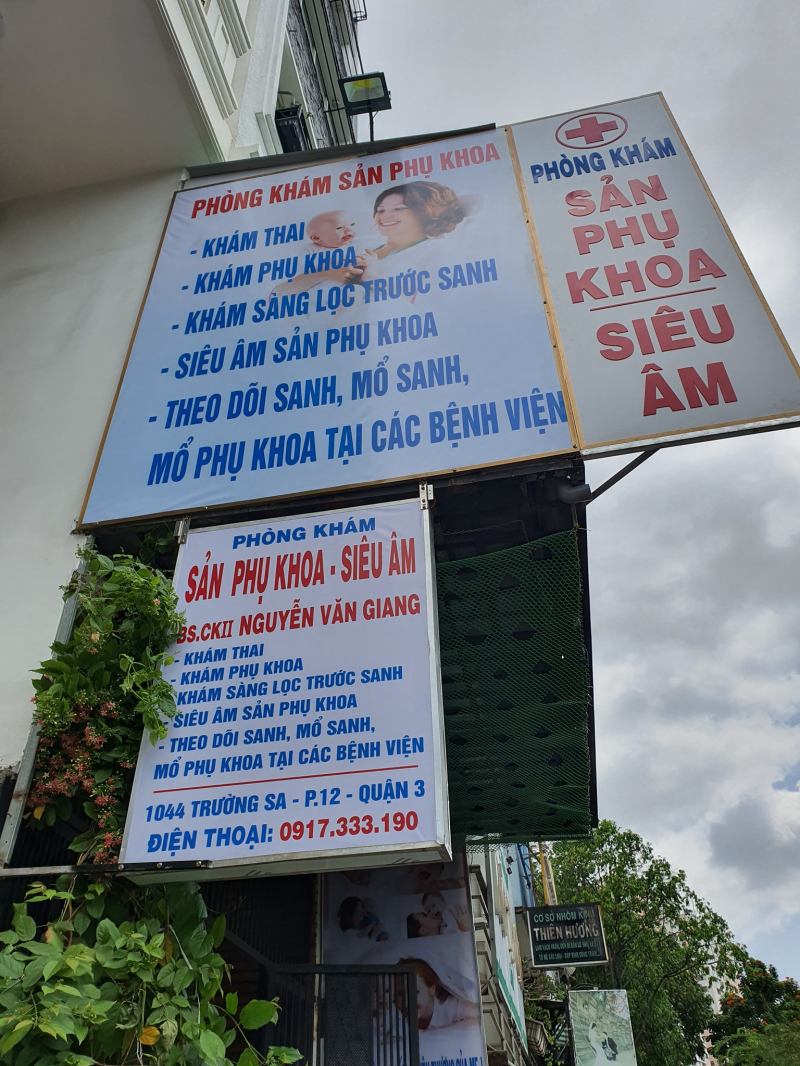 PHÒNG KHÁM SẢN PHỤ KHOA
- KHÁM THAI
- KHÁM PHỤ KHOA
- KHÁM SÀNG LỌC TRƯỚC SANH
- SIÊU ÂM SẢN PHỤ KHOA
- THEO DÕI SANH, MỔ SANH,
MỔ PHỤ KHOA TẠI CÁC BỆNH VIỆN
PHÒNG KHÁM
SẢN
PHỤ
KHOA
SIÊU
ÂM
PHÒNG KHÁM
SẢN PHỤ KHOA - SIÊU ÂM
BS.CKII NGUYỄN VĂN GIANG
- KHÁM THAI
- KHÁM PHỤ KHOA
- KHÁM SÀNG LỌC TRƯỚC SANH
- SIÊU ÂM SẢN PHỤ KHOA
- THEO DÕI SANH, MỔ SANH,
MỔ PHỤ KHOA TẠI CÁC BỆNH VIỆN
1044 TRƯỜNG SA - P.12 - QUẬN 3
ĐIỆN THOẠI: 0917.333.190
CƠ SỞ NHÔM KÍNH
THIÊN HƯƠNG